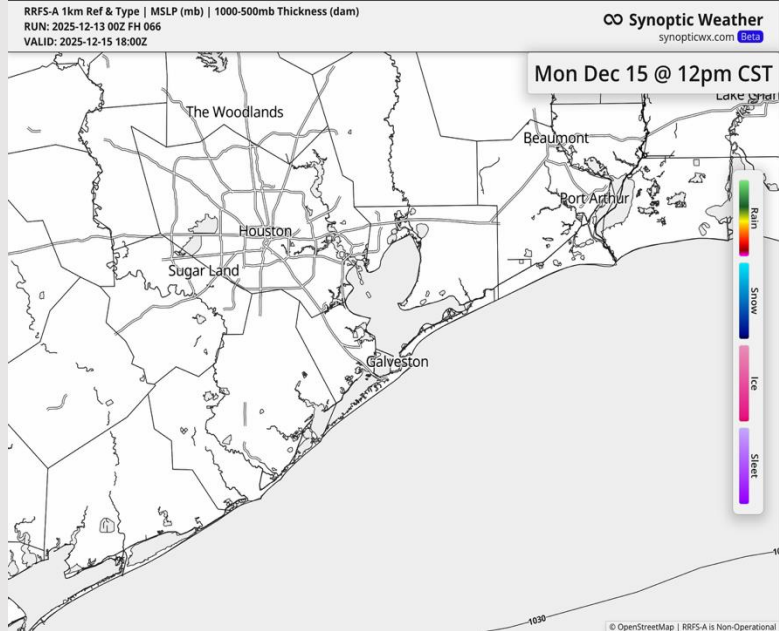 RRFS-A 1km Ref & Type | MSLP (mb) | 1000-500mb Thickness (dam)
RUN: 2025-12-13 00Z FH 066
VALID: 2025-12-15 18:00Z
Synoptic Weather
synopticwx.com Beta
Mon Dec 15 @ 12pm CST
The Woodlands
Beaumont
Port Arthur
Houston
Sugar Land
Galveston
Rain
Snow
Ice
Sleet
1030
© OpenStreetMap | RRFS-A is Non-Operational